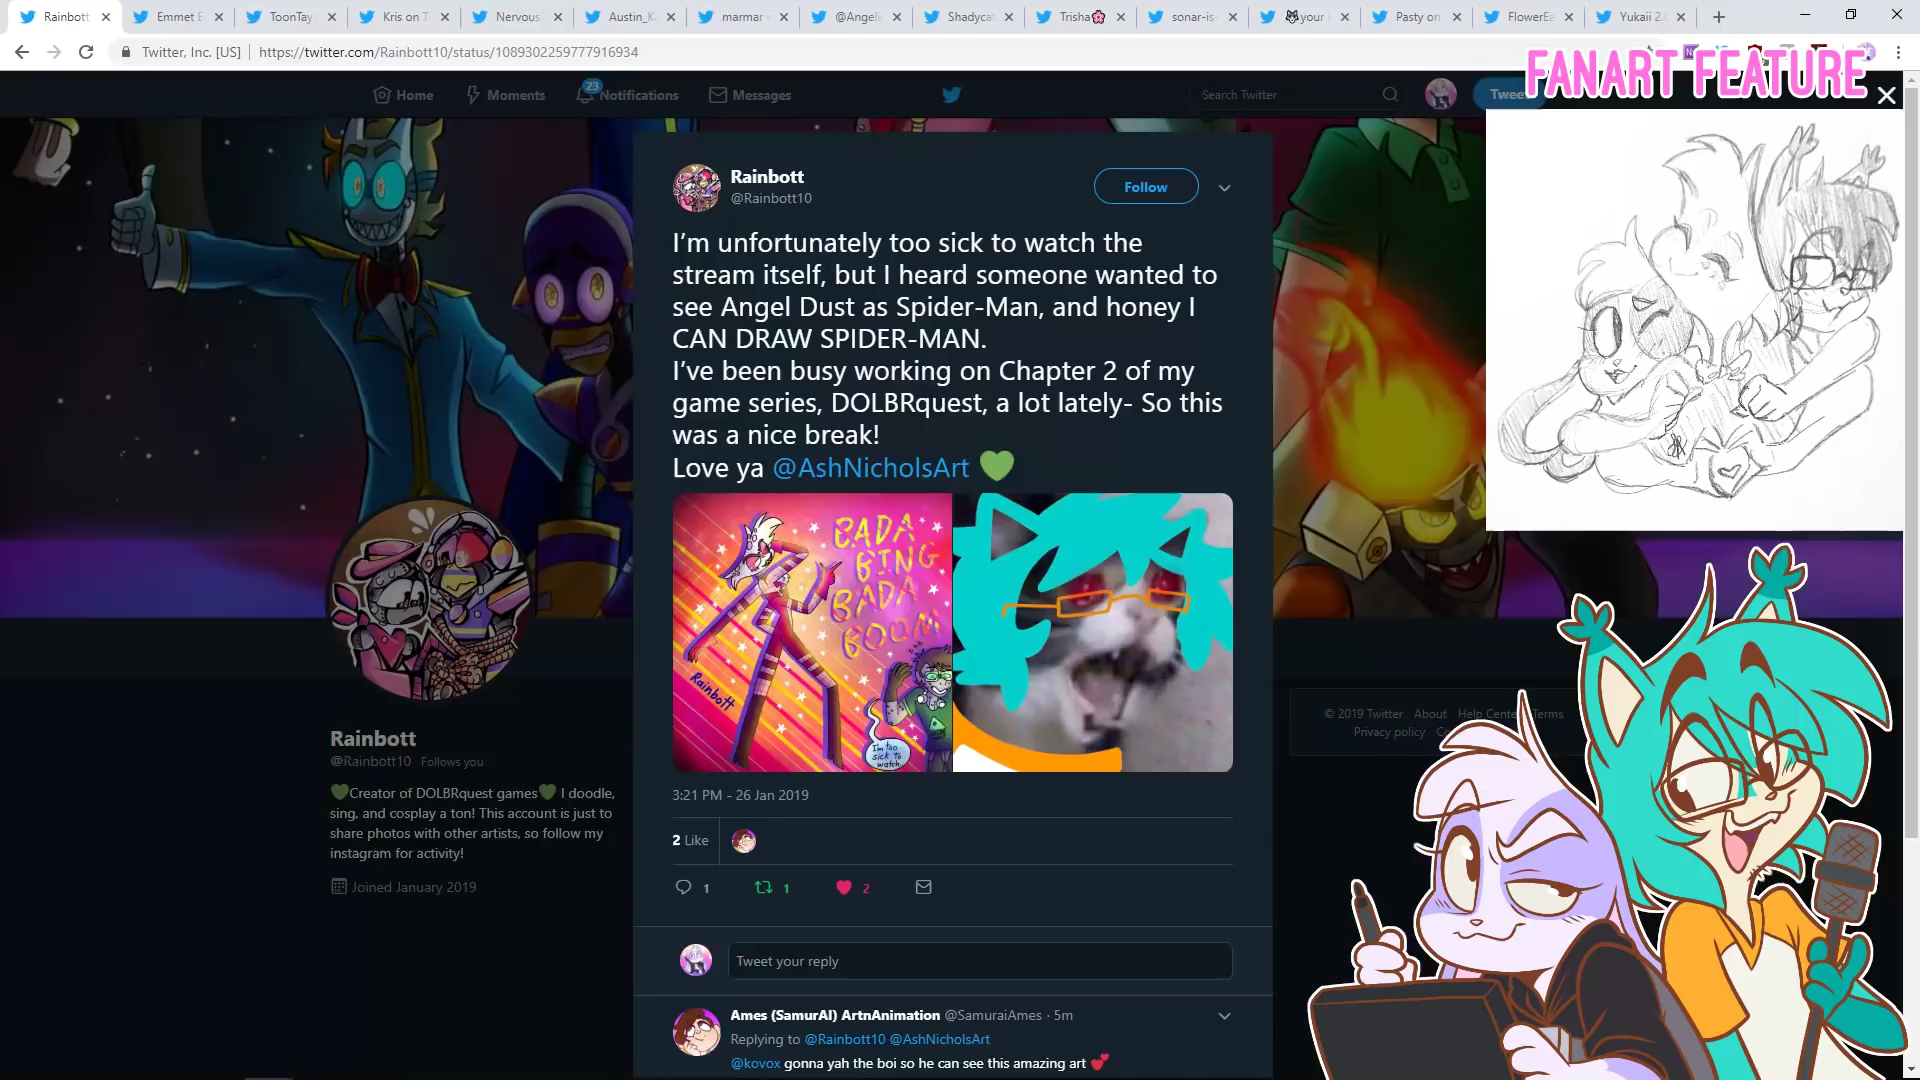 Rainbott
Emmet E
ToonTay
Kris on T
Nervous
Austin_K
marmar c
@Angelic
Shadycat
Trisha🌸
sonar-is-
your
Pasty on
FlowerEa
Yukaii 2.
Twitter, Inc. [US]
https://twitter.com/Rainbott10/status/1089302259777916934
FANART FEATURE
Home
Moments
23
Notifications
Messages
Search Twitter
Tweet
Rainbott
@Rainbott10
Follow
I'm unfortunately too sick to watch the
stream itself, but I heard someone wanted to
see Angel Dust as Spider-Man, and honey I
CAN DRAW SPIDER-MAN.
I've been busy working on Chapter 2 of my
game series, DOLBRquest, a lot lately- So this
was a nice break!
Love ya @AshNicholsArt 💚
BADA
BING
BADA
BOOM
Rainbott
I'm too
sick to
watch
3:21 PM - 26 Jan 2019
2 Like
1
1
2
Tweet your reply
Ames (SamurAI) ArtnAnimation @SamuraiAmes · 5m
Replying to @Rainbott10 @AshNicholsArt
@kovox gonna yah the boi so he can see this amazing art 💕
Rainbott
@Rainbott10 Follows you
💚Creator of DOLBRquest games💚 I doodle,
sing, and cosplay a ton! This account is just to
share photos with other artists, so follow my
instagram for activity!
Joined January 2019
© 2019 Twitter About Help Cente Terms
Privacy policy